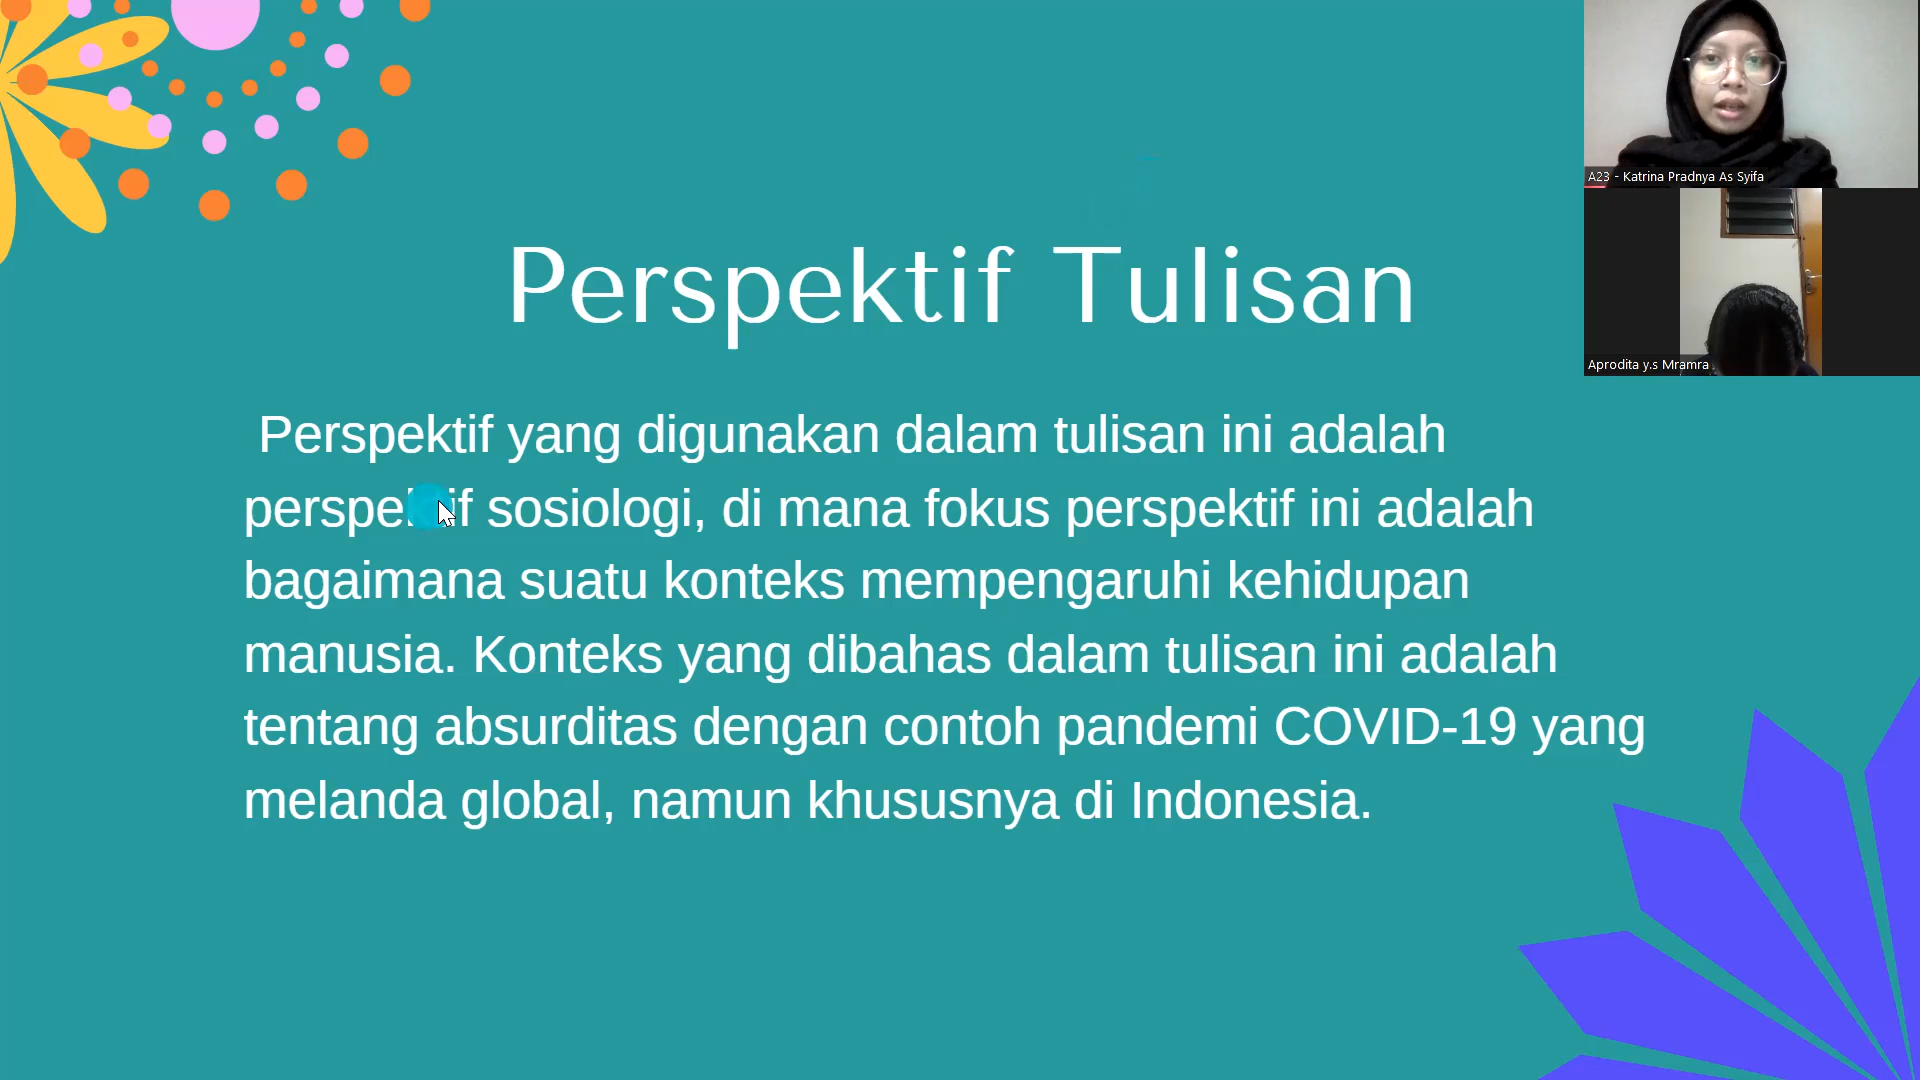 A23 - Katrina Pradnya As Syifa
Aprodita y.s Mramra
Perspektif Tulisan
Perspektif yang digunakan dalam tulisan ini adalah
perspektif sosiologi, di mana fokus perspektif ini adalah
bagaimana suatu konteks mempengaruhi kehidupan
manusia. Konteks yang dibahas dalam tulisan ini adalah
tentang absurditas dengan contoh pandemi COVID-19 yang
melanda global, namun khususnya di Indonesia.